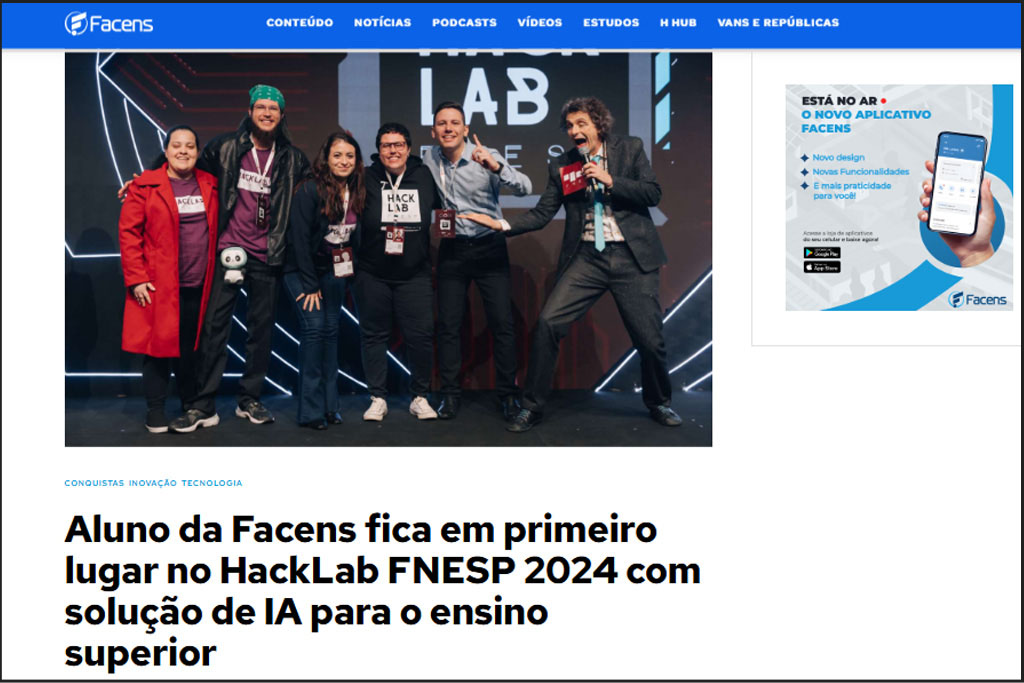 Facens
CONTEÚDO NOTÍCIAS PODCASTS VÍDEOS ESTUDOS H HUB VANS E REPÚBLICAS
HACK
LAB
HACK
LAB
ESTÁ NO AR
O NOVO APLICATIVO
FACENS
Novo design
Novas Funcionalidades
E mais praticidade
para você!
Acesse a loja de aplicativos
do seu celular e baixe agora!
Google Play
App Store
Facens
CONQUISTAS INOVAÇÃO TECNOLOGIA
Aluno da Facens fica em primeiro
lugar no HackLab FNESP 2024 com
solução de IA para o ensino
superior